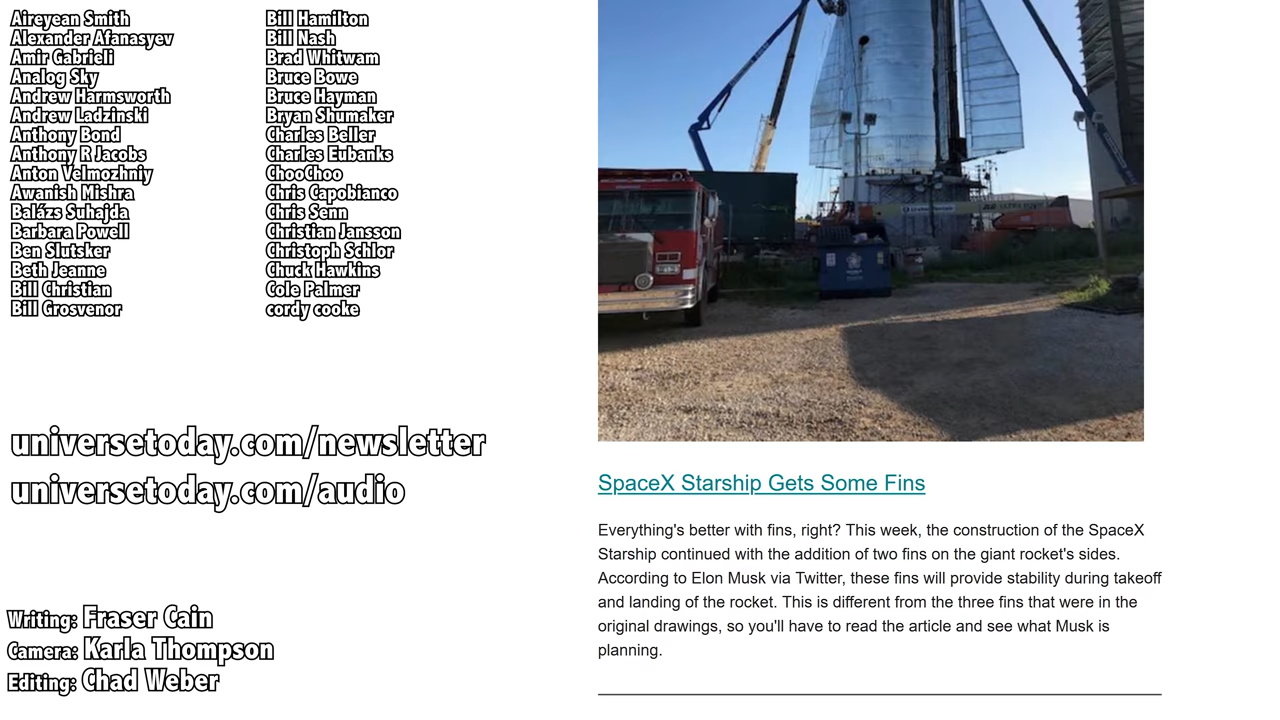 Aireyean Smith
Alexander Afanasyev
Amir Gabrieli
Analog Sky
Andrew Harmsworth
Andrew Ladzinski
Anthony Bond
Anthony R Jacobs
Anton Velmozhniy
Awanish Mishra
Balázs Suhajda
Barbara Powell
Ben Slutsker
Beth Jeanne
Bill Christian
Bill Grosvenor
Bill Hamilton
Bill Nash
Brad Whitwam
Bruce Bowe
Bruce Hayman
Bryan Shumaker
Charles Beller
Charles Eubanks
ChooChoo
Chris Capobianco
Chris Senn
Christian Jansson
Christoph Schlor
Chuck Hawkins
Cole Palmer
cordy cooke
universetoday.com/newsletter
universetoday.com/audio
Writing: Fraser Cain
Camera: Karla Thompson
Editing: Chad Weber
SpaceX Starship Gets Some Fins
Everything's better with fins, right? This week, the construction of the SpaceX
Starship continued with the addition of two fins on the giant rocket's sides.
According to Elon Musk via Twitter, these fins will provide stability during takeoff
and landing of the rocket. This is different from the three fins that were in the
original drawings, so you'll have to read the article and see what Musk is
planning.